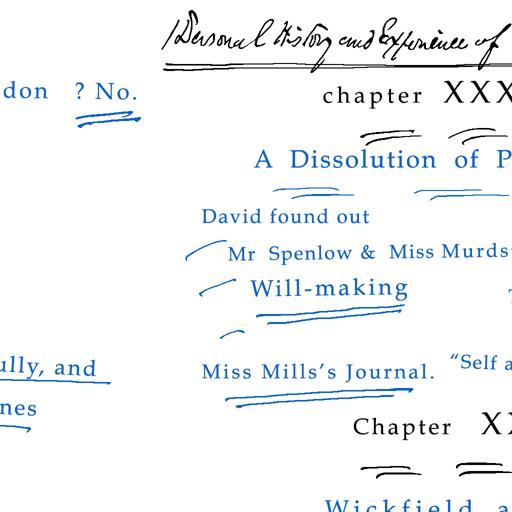 Personal History and Experience of
don ? No.
chapter XXX
A Dissolution of P
David found out
Mr Spenlow & Miss Murds
Will-making
ully, and
Miss Mills's Journal. "Self a
nes
Chapter XX
Wickfield a